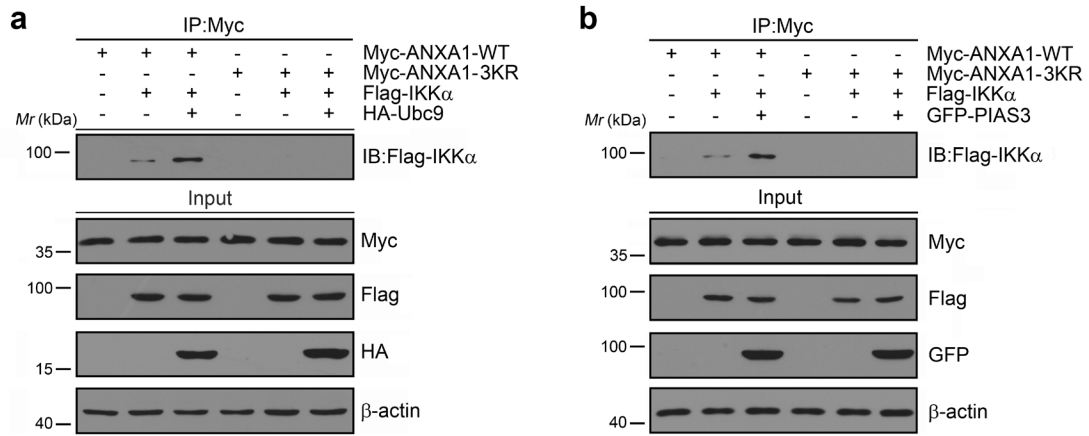 a
IP:Myc
+ + + - - - Myc-ANXA1-WT
- - - + + + Myc-ANXA1-3KR
- + + - + + Flag-IKKα
- - + - - + HA-Ubc9
Mr (kDa)
100 IB:Flag-IKKα
Input
35 Myc
100 Flag
15 HA
40 β-actin
b
IP:Myc
+ + + - - - Myc-ANXA1-WT
- - - + + + Myc-ANXA1-3KR
- + + - + + Flag-IKKα
- - + - - + GFP-PIAS3
Mr (kDa)
100 IB:Flag-IKKα
Input
35 Myc
100 Flag
100 GFP
40 β-actin